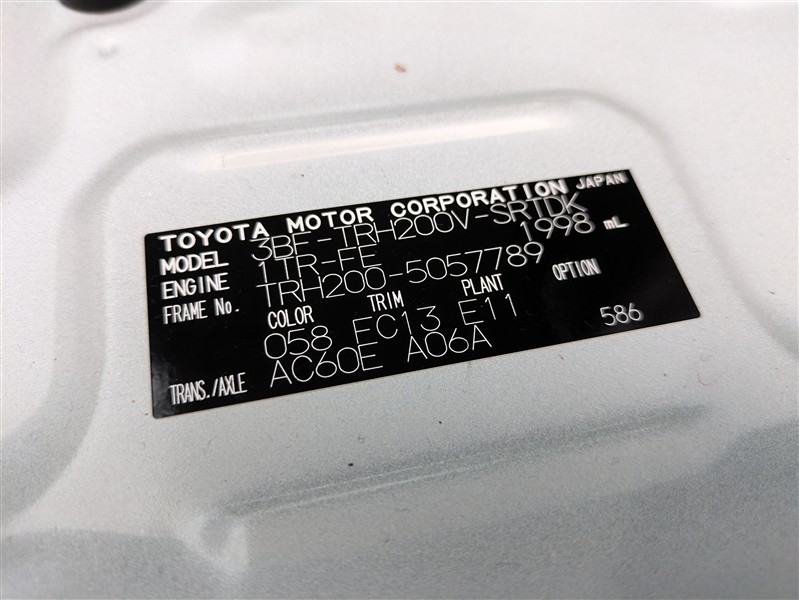 TOYOTA MOTOR CORPORATION JAPAN
MODEL 3BF-TRH200V-SRTDK
ENGINE 1TR-FE 1998 mL
FRAME No. TRH200-5057789
COLOR TRIM PLANT OPTION
058 FC13 E11
TRANS./AXLE AC60E A06A 586